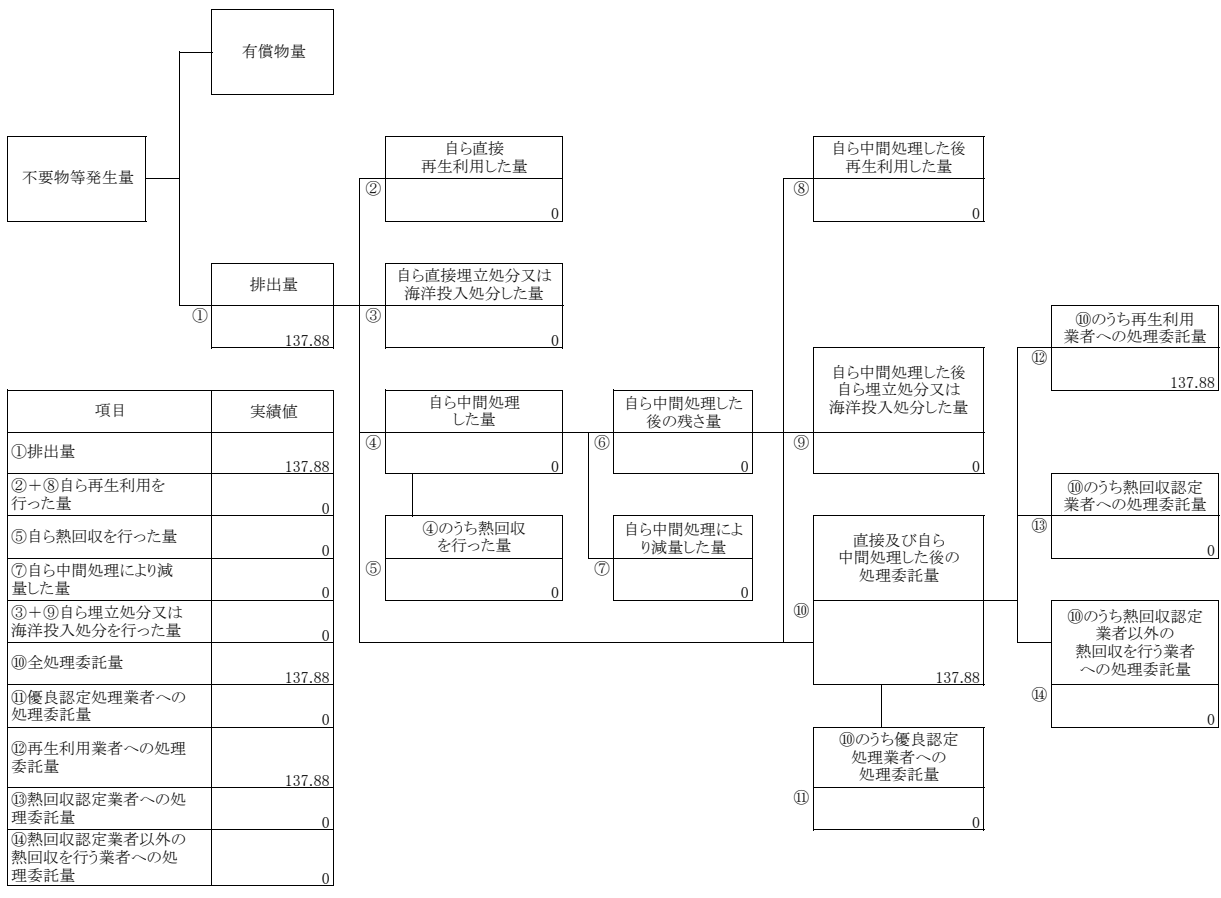 有償物量
不要物等発生量
排出量
①
137.88
自ら直接
再生利用した量
②
0
自ら直接埋立処分又は
海洋投入処分した量
③
0
自ら中間処理
した量
④
0
④のうち熱回収
を行った量
⑤
0
自ら中間処理した
後の残さ量
⑥
0
自ら中間処理によ
り減量した量
⑦
0
自ら中間処理した後
再生利用した量
⑧
0
自ら中間処理した後
自ら埋立処分又は
海洋投入処分した量
⑨
0
直接及び自ら
中間処理した後の
処理委託量
⑩
137.88
⑩のうち優良認定
処理業者への
処理委託量
⑪
0
⑩のうち再生利用
業者への処理委託量
⑫
137.88
⑩のうち熱回収認定
業者への処理委託量
⑬
0
⑩のうち熱回収認定
業者以外の
熱回収を行う業者
への処理委託量
⑭
0
項目 実績値
①排出量
137.88
②+⑧自ら再生利用を
行った量
0
⑤自ら熱回収を行った量
0
⑦自ら中間処理により減
量した量
0
③+⑨自ら埋立処分又は
海洋投入処分を行った量
0
⑩全処理委託量
137.88
⑪優良認定処理業者への
処理委託量
0
⑫再生利用業者への処理
委託量
137.88
⑬熱回収認定業者への処
理委託量
0
⑭熱回収認定業者以外の
熱回収を行う業者への処
理委託量
0